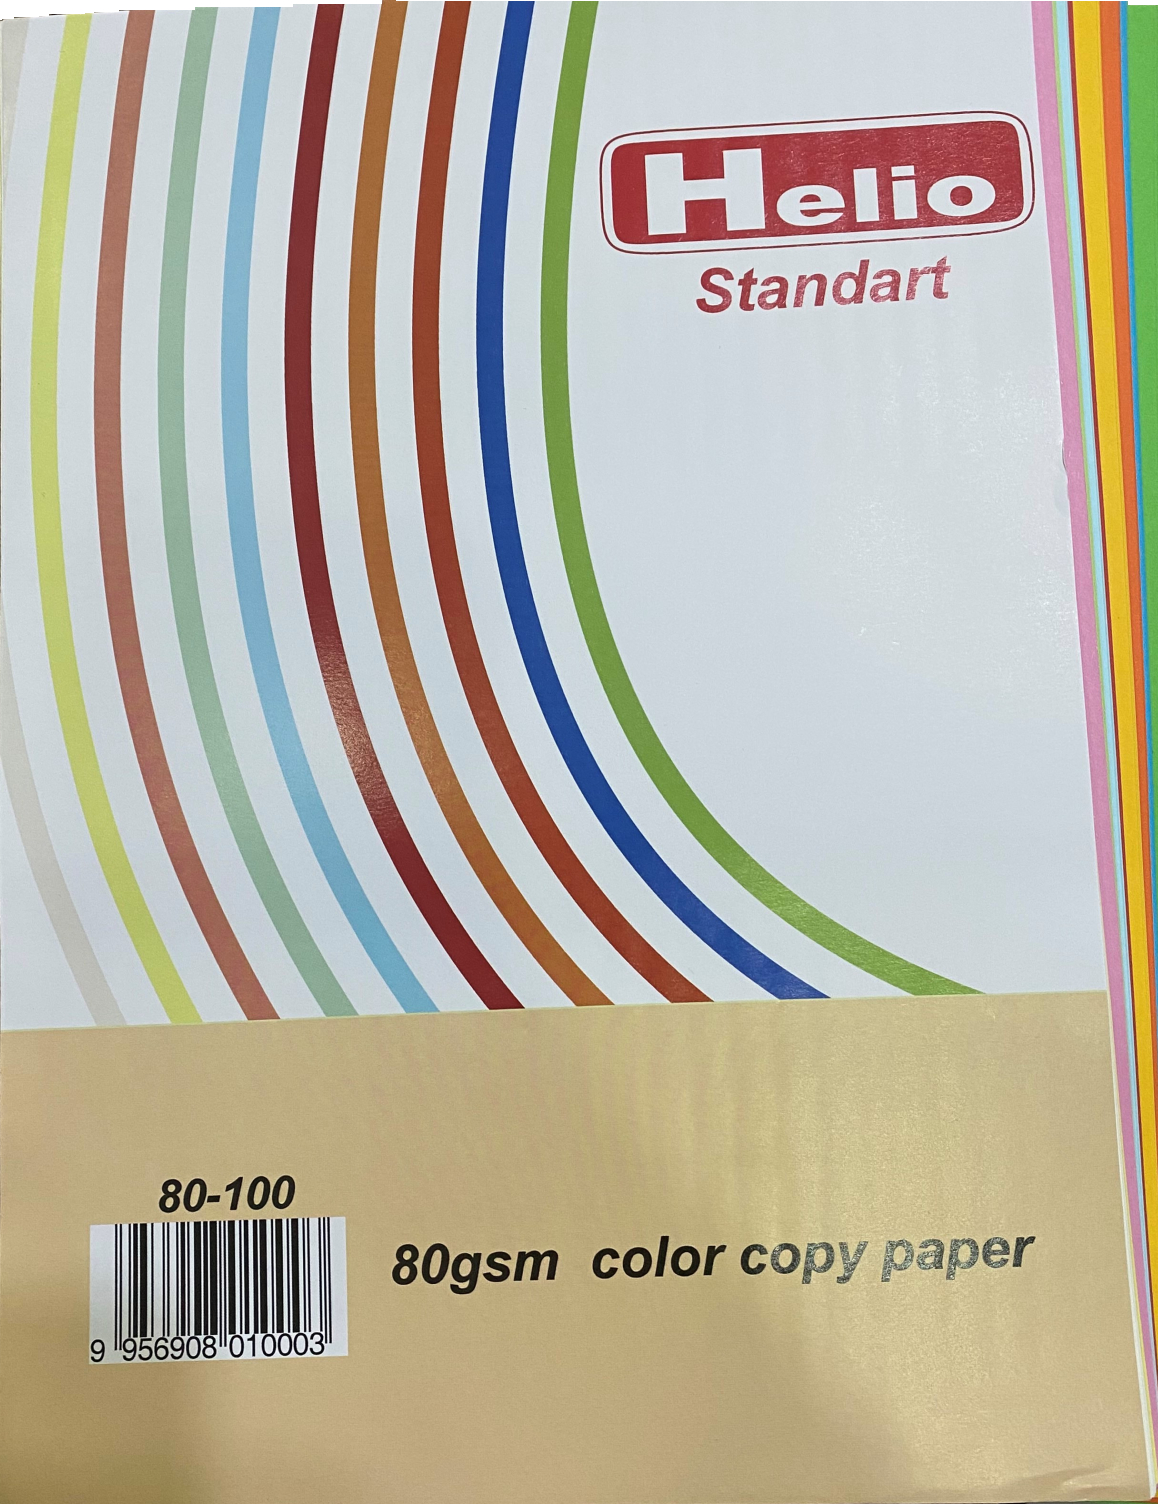 Helio
Standart
80-100
80gsm color copy paper
9 956908 010003